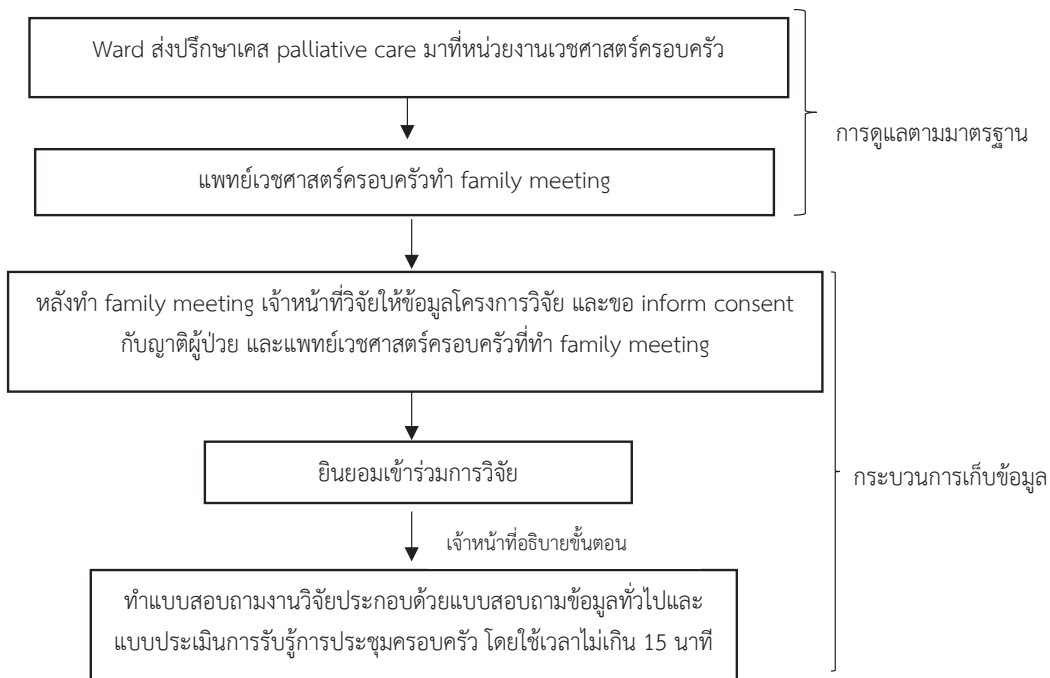 Ward ส่งปรึกษาเคส palliative care มาที่หน่วยงานเวชศาสตร์ครอบครัว
การดูแลตามมาตรฐาน
แพทย์เวชศาสตร์ครอบครัวทำ family meeting
หลังทำ family meeting เจ้าหน้าที่วิจัยให้ข้อมูลโครงการวิจัย และขอ inform consent
กับญาติผู้ป่วย และแพทย์เวชศาสตร์ครอบครัวที่ทำ family meeting
ยินยอมเข้าร่วมการวิจัย
กระบวนการเก็บข้อมูล
เจ้าหน้าที่อธิบายขั้นตอน
ทำแบบสอบถามงานวิจัยประกอบด้วยแบบสอบถามข้อมูลทั่วไปและ
แบบประเมินการรับรู้การประชุมครอบครัว โดยใช้เวลาไม่เกิน 15 นาที